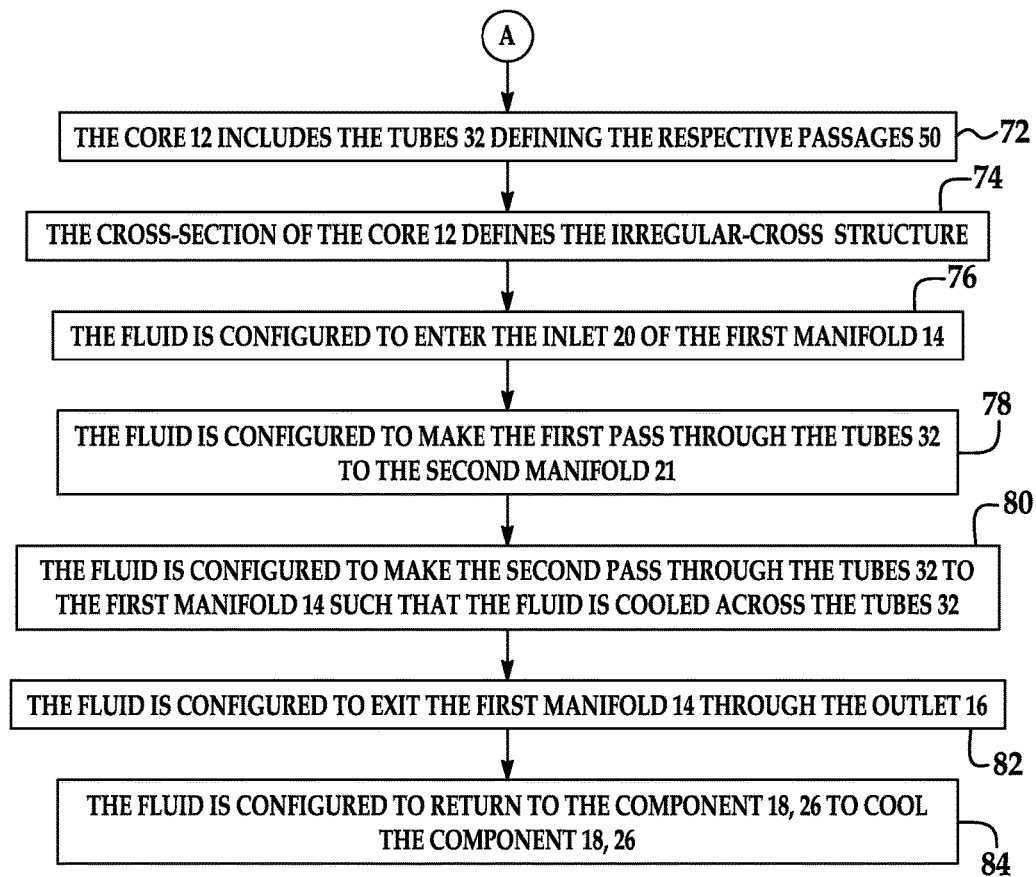 A
THE CORE 12 INCLUDES THE TUBES 32 DEFINING THE RESPECTIVE PASSAGES 50
72
74
THE CROSS-SECTION OF THE CORE 12 DEFINES THE IRREGULAR-CROSS STRUCTURE
76
THE FLUID IS CONFIGURED TO ENTER THE INLET 20 OF THE FIRST MANIFOLD 14
78
THE FLUID IS CONFIGURED TO MAKE THE FIRST PASS THROUGH THE TUBES 32
TO THE SECOND MANIFOLD 21
80
THE FLUID IS CONFIGURED TO MAKE THE SECOND PASS THROUGH THE TUBES 32 TO
THE FIRST MANIFOLD 14 SUCH THAT THE FLUID IS COOLED ACROSS THE TUBES 32
THE FLUID IS CONFIGURED TO EXIT THE FIRST MANIFOLD 14 THROUGH THE OUTLET 16
82
THE FLUID IS CONFIGURED TO RETURN TO THE COMPONENT 18, 26 TO COOL
THE COMPONENT 18, 26
84